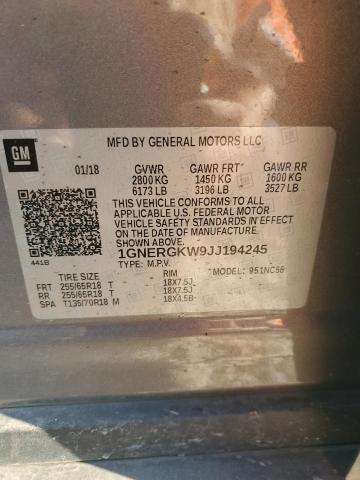 GM
MFD BY GENERAL MOTORS LLC
01/18 GVWR GAWR FRT GAWR RR
2800 KG 1450 KG 1600 KG
6173 LB 3196 LB 3527 LB
THIS VEHICLE CONFORMS TO ALL
APPLICABLE U.S. FEDERAL MOTOR
VEHICLE SAFETY STANDARDS IN EFFECT
ON THE DATE OF MANUFACTURE SHOWN ABOVE.
1GNERGKW9JJ194245
441B TYPE: M.P.V.
TIRE SIZE RIM MODEL: 951NC56
FRT 255/65R18 T 18X7.5J
RR 255/65R18 T 18X7.5J
SPA T135/70R18 M 18X4.5B